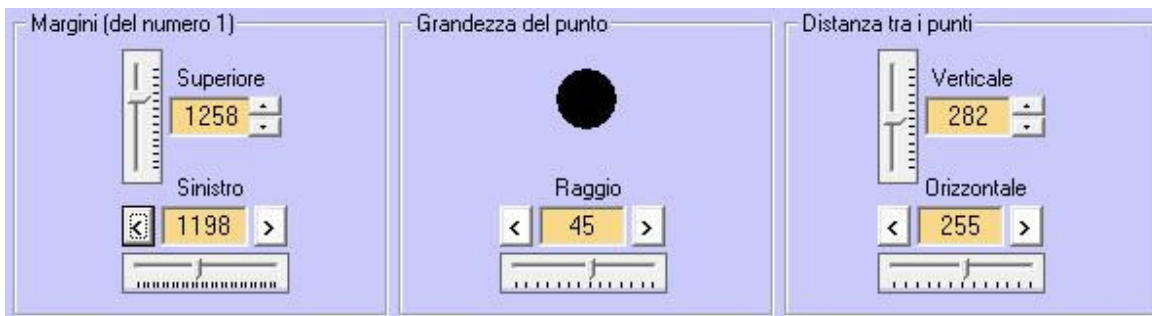 Margini (del numero 1)
Superiore
1258
Sinistro
< 1198 >
Grandezza del punto
Raggio
< 45 >
Distanza tra i punti
Verticale
282
Orizzontale
< 255 >